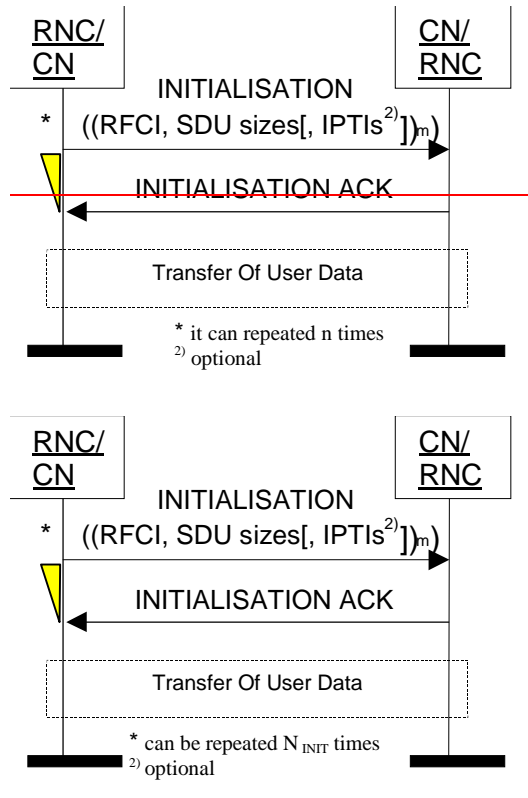 RNC/ CN/
CN RNC
INITIALISATION
* ((RFCI, SDU sizes[, IPTIs2)])m)
INITIALISATION ACK
Transfer Of User Data
* it can repeated n times
2) optional
RNC/ CN/
CN RNC
INITIALISATION
* ((RFCI, SDU sizes[, IPTIs2)])m)
INITIALISATION ACK
Transfer Of User Data
* can be repeated N INIT times
2) optional